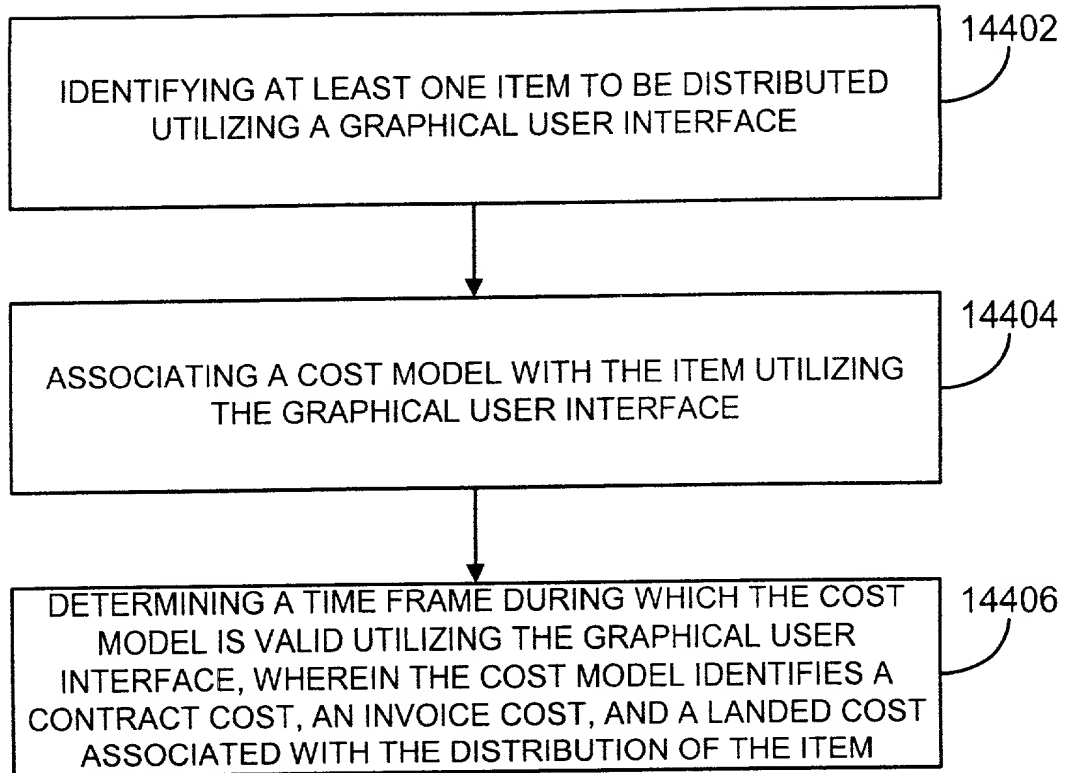 14402
IDENTIFYING AT LEAST ONE ITEM TO BE DISTRIBUTED
UTILIZING A GRAPHICAL USER INTERFACE
14404
ASSOCIATING A COST MODEL WITH THE ITEM UTILIZING
THE GRAPHICAL USER INTERFACE
14406
DETERMINING A TIME FRAME DURING WHICH THE COST
MODEL IS VALID UTILIZING THE GRAPHICAL USER
INTERFACE, WHEREIN THE COST MODEL IDENTIFIES A
CONTRACT COST, AN INVOICE COST, AND A LANDED COST
ASSOCIATED WITH THE DISTRIBUTION OF THE ITEM